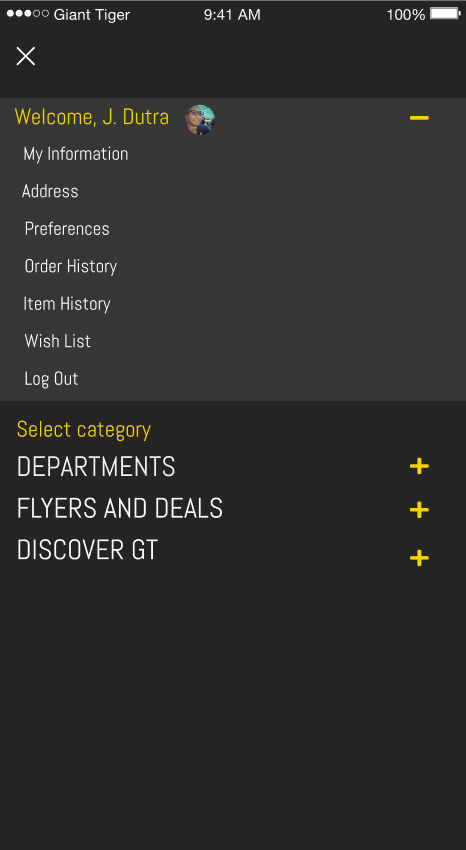 Giant Tiger 9:41 AM 100%
Welcome, J. Dutra
My Information
Address
Preferences
Order History
Item History
Wish List
Log Out
Select category
DEPARTMENTS
FLYERS AND DEALS
DISCOVER GT